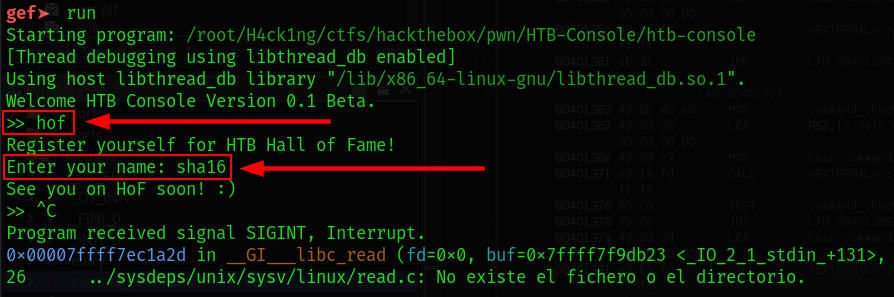 gef➤ run
Starting program: /root/H4ck1ng/ctfs/hackthebox/pwn/HTB-Console/htb-console
[Thread debugging using libthread_db enabled]
Using host libthread_db library "/lib/x86_64-linux-gnu/libthread_db.so.1".
Welcome HTB Console Version 0.1 Beta.
>> hof
Register yourself for HTB Hall of Fame!
Enter your name: sha16
See you on HoF soon! :)
>> ^C
Program received signal SIGINT, Interrupt.
0x00007ffff7ec1a2d in __GI___libc_read (fd=0x0, buf=0x7ffff7f9db23 <_IO_2_1_stdin_+131>,
26 ../sysdeps/unix/sysv/linux/read.c: No existe el fichero o el directorio.